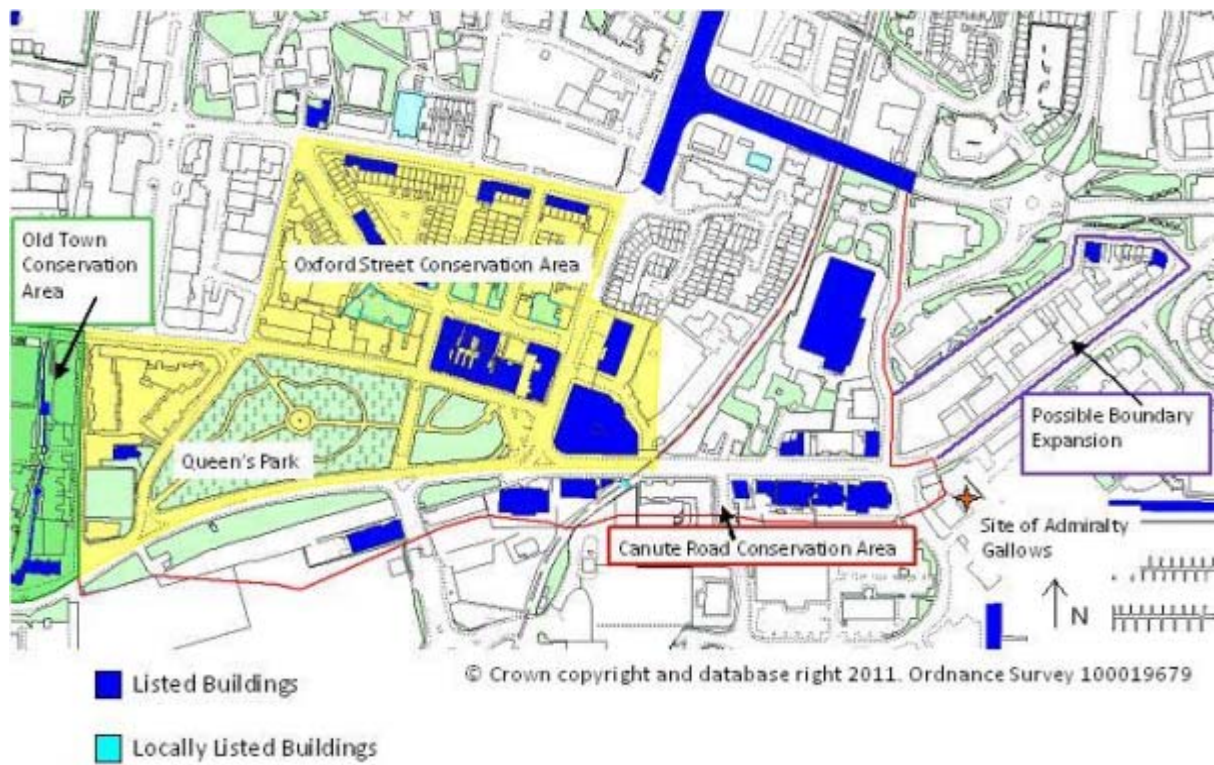 Old Town
Conservation
Area
Oxford Street Conservation Area
Queen's Park
Possible Boundary
Expansion
Canute Road Conservation Area
Site of Admiralty
Gallows
N
© Crown copyright and database right 2011. Ordnance Survey 100019679
Listed Buildings
Locally Listed Buildings